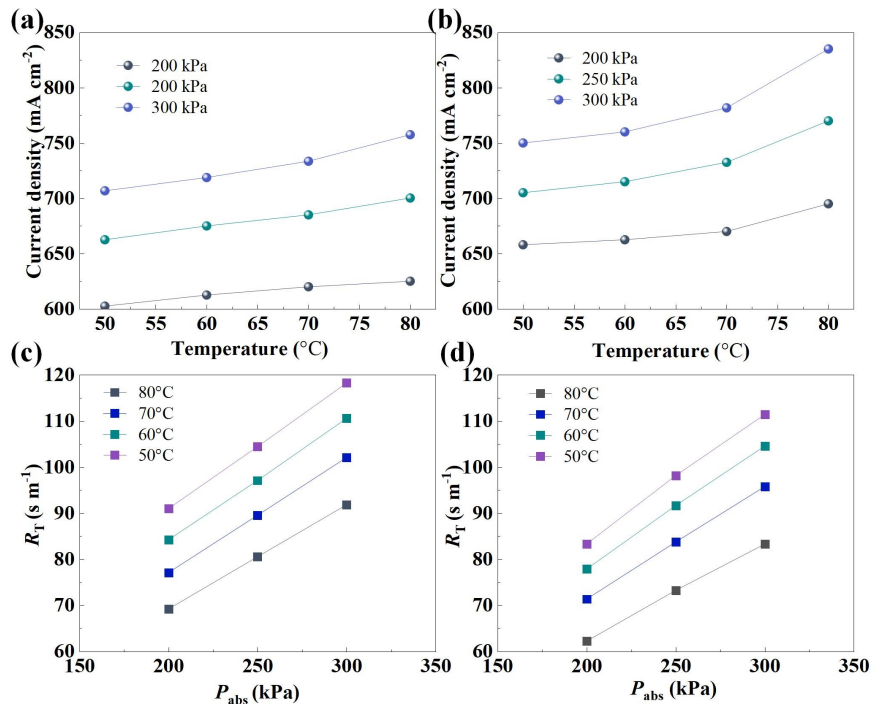 (a)
850
800
750
700
650
600
Current density (mA cm⁻²)
200 kPa
200 kPa
300 kPa
50 55 60 65 70 75 80
Temperature (°C)
(b)
850
800
750
700
650
600
Current density (mA cm⁻²)
200 kPa
250 kPa
300 kPa
50 55 60 65 70 75 80
Temperature (°C)
(c)
120
110
100
90
80
70
60
R_T (s m⁻¹)
80°C
70°C
60°C
50°C
150 200 250 300 350
P_abs (kPa)
(d)
120
110
100
90
80
70
60
R_T (s m⁻¹)
80°C
70°C
60°C
50°C
150 200 250 300 350
P_abs (kPa)